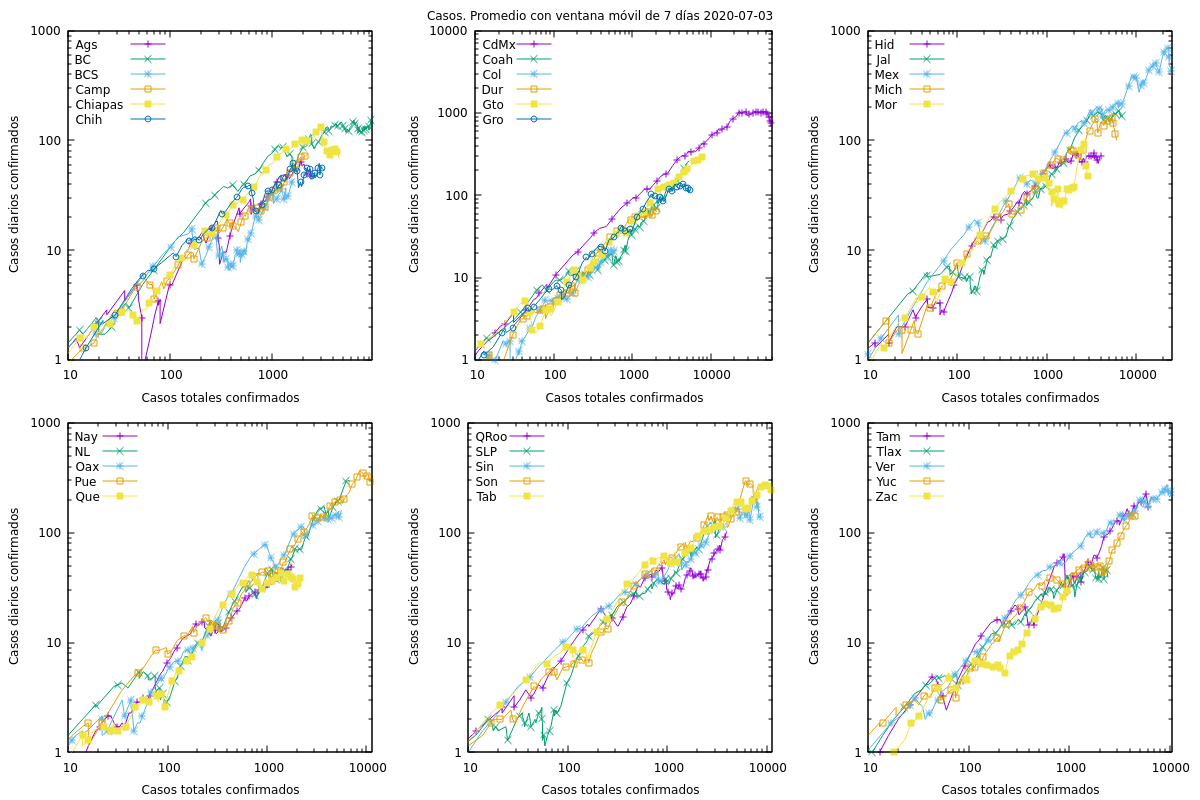 Casos. Promedio con ventana móvil de 7 días 2020-07-03
1000
100
10
1
10
100
1000
Casos diarios confirmados
Casos totales confirmados
Ags
BC
BCS
Camp
Chiapas
Chih
10000
1000
100
10
1
10
100
1000
10000
Casos diarios confirmados
Casos totales confirmados
CdMx
Coah
Col
Dur
Gto
Gro
1000
100
10
1
10
100
1000
10000
Casos diarios confirmados
Casos totales confirmados
Hid
Jal
Mex
Mich
Mor
1000
100
10
1
10
100
1000
10000
Casos diarios confirmados
Casos totales confirmados
Nay
NL
Oax
Pue
Que
1000
100
10
1
10
100
1000
10000
Casos diarios confirmados
Casos totales confirmados
QRoo
SLP
Sin
Son
Tab
1000
100
10
1
10
100
1000
10000
Casos diarios confirmados
Casos totales confirmados
Tam
Tlax
Ver
Yuc
Zac